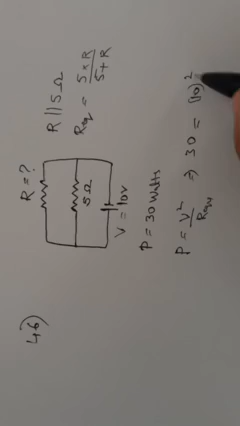 46)
R=?
5Ω
V = 10V
R || 5Ω
Req = 5×R / 5+R
P = 30 Watts
P = V² / Req ⇒ 30 = (10)²